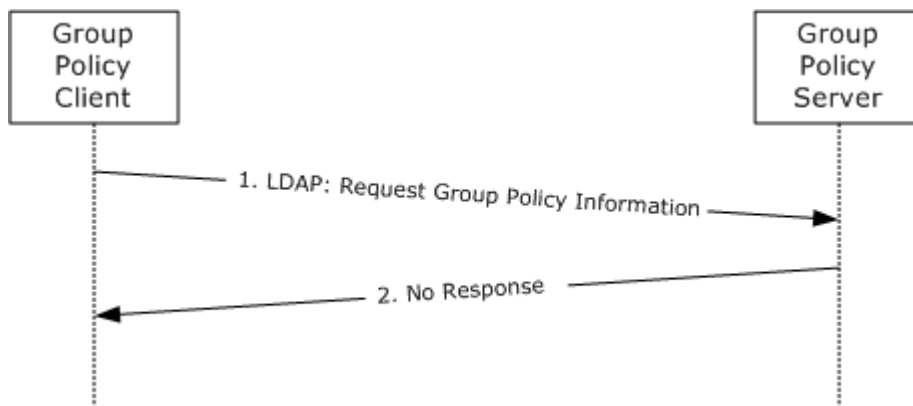 Group
Policy
Client
Group
Policy
Server
1. LDAP: Request Group Policy Information
2. No Response